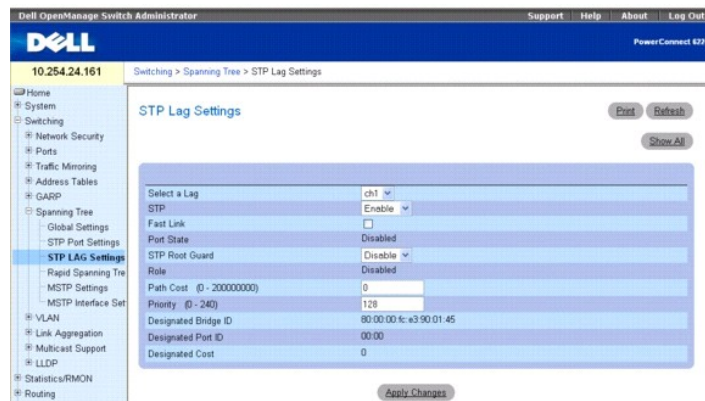 Dell OpenManage Switch Administrator
Support Help About Log Out
DELL
PowerConnect 622
10.254.24.161
Switching > Spanning Tree > STP Lag Settings
Home
System
Switching
Network Security
Ports
Traffic Mirroring
Address Tables
GARP
Spanning Tree
Global Settings
STP Port Settings
STP LAG Settings
Rapid Spanning Tre
MSTP Settings
MSTP Interface Set
VLAN
Link Aggregation
Multicast Support
LLDP
Statistics/RMON
Routing
STP Lag Settings
Print Refresh
Show All
Select a Lag ch1
STP Enable
Fast Link
Port State Disabled
STP Root Guard Disable
Role Disabled
Path Cost (0 - 200000000) 0
Priority (0 - 240) 128
Designated Bridge ID 80:00:00:fc:e3:90:01:45
Designated Port ID 00:00
Designated Cost 0
Apply Changes